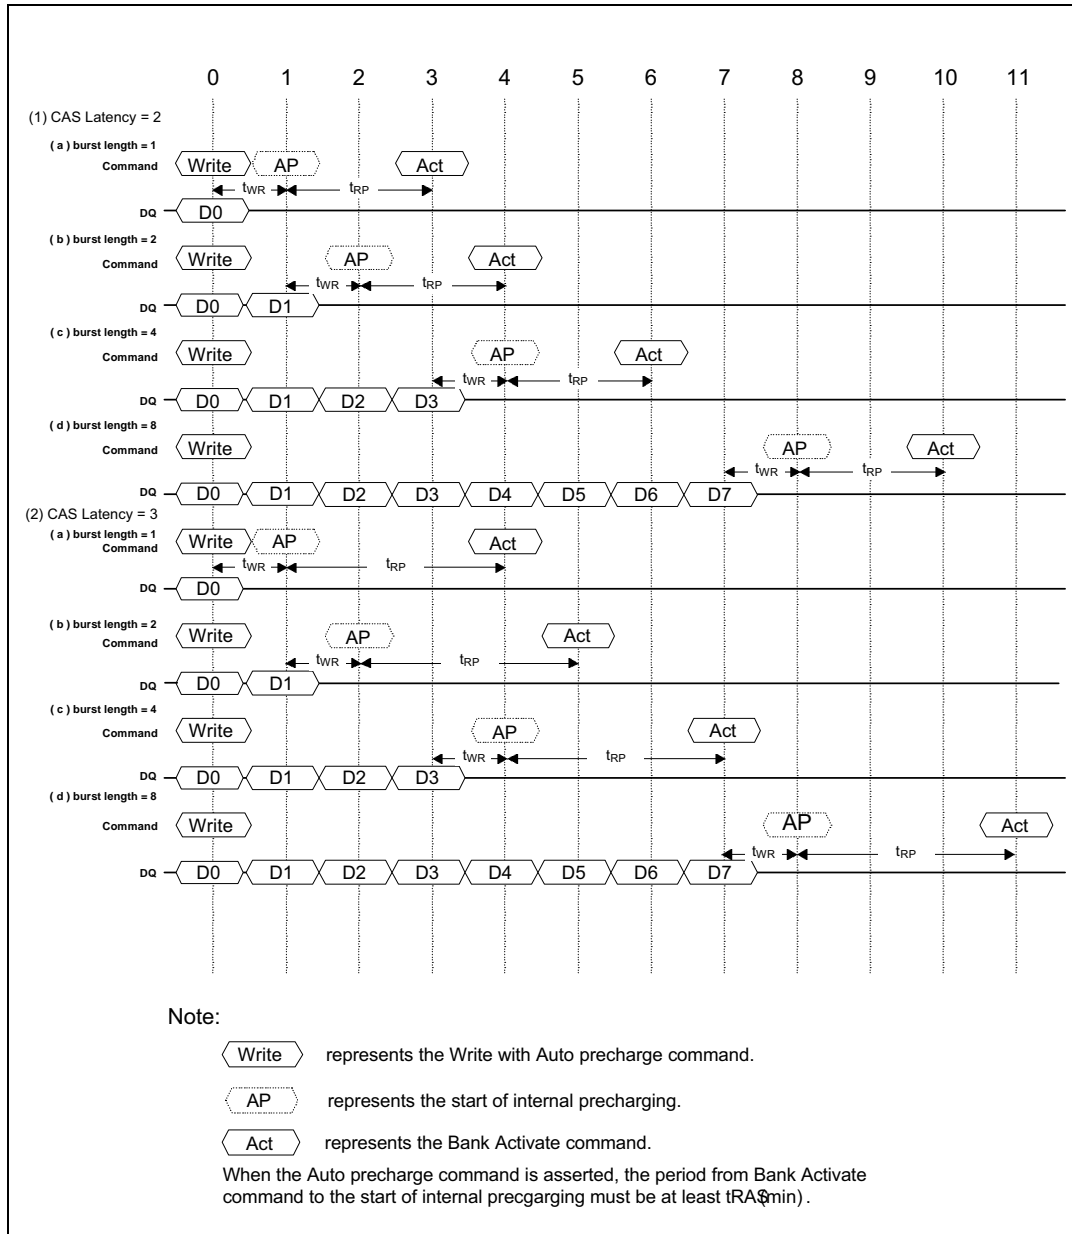 0 1 2 3 4 5 6 7 8 9 10 11
(1) CAS Latency = 2
( a ) burst length = 1
Command Write AP Act
tWR tRP
DQ D0
( b ) burst length = 2
Command Write AP Act
tWR tRP
DQ D0 D1
( c ) burst length = 4
Command Write AP Act
tWR tRP
DQ D0 D1 D2 D3
( d ) burst length = 8
Command Write AP Act
tWR tRP
DQ D0 D1 D2 D3 D4 D5 D6 D7
(2) CAS Latency = 3
( a ) burst length = 1
Command Write AP Act
tWR tRP
DQ D0
( b ) burst length = 2
Command Write AP Act
tWR tRP
DQ D0 D1
( c ) burst length = 4
Command Write AP Act
tWR tRP
DQ D0 D1 D2 D3
( d ) burst length = 8
Command Write AP Act
tWR tRP
DQ D0 D1 D2 D3 D4 D5 D6 D7
Note:
Write represents the Write with Auto precharge command.
AP represents the start of internal precharging.
Act represents the Bank Activate command.
When the Auto precharge command is asserted, the period from Bank Activate
command to the start of internal precgarging must be at least tRAS(min) .